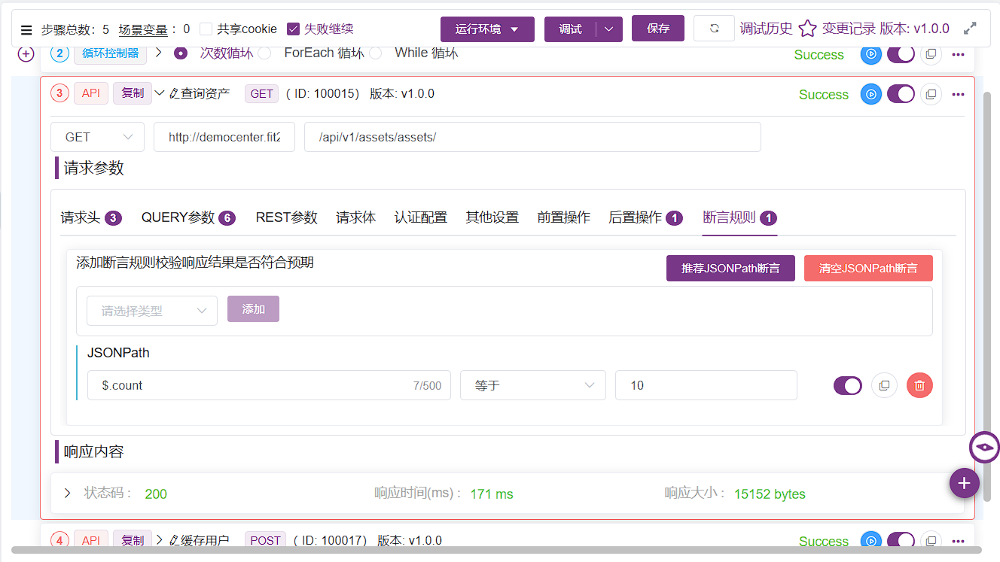 步骤总数: 5 场景变量 : 0 共享cookie 失败继续 运行环境 调试 保存 调试历史 变更记录 版本: v1.0.0
2 循环控制器 次数循环 ForEach 循环 While 循环 Success
3 API 复制 查询资产 GET ( ID: 100015) 版本: v1.0.0 Success
GET http://democenter.fit2 /api/v1/assets/assets/
请求参数
请求头 3 QUERY参数 6 REST参数 请求体 认证配置 其他设置 前置操作 后置操作 1 断言规则 1
添加断言规则校验响应结果是否符合预期 推荐JSONPath断言 清空JSONPath断言
请选择类型 添加
JSONPath
$.count 7/500 等于 10
响应内容
状态码 : 200 响应时间(ms) : 171 ms 响应大小 : 15152 bytes
4 API 复制 缓存用户 POST ( ID: 100017) 版本: v1.0.0 Success